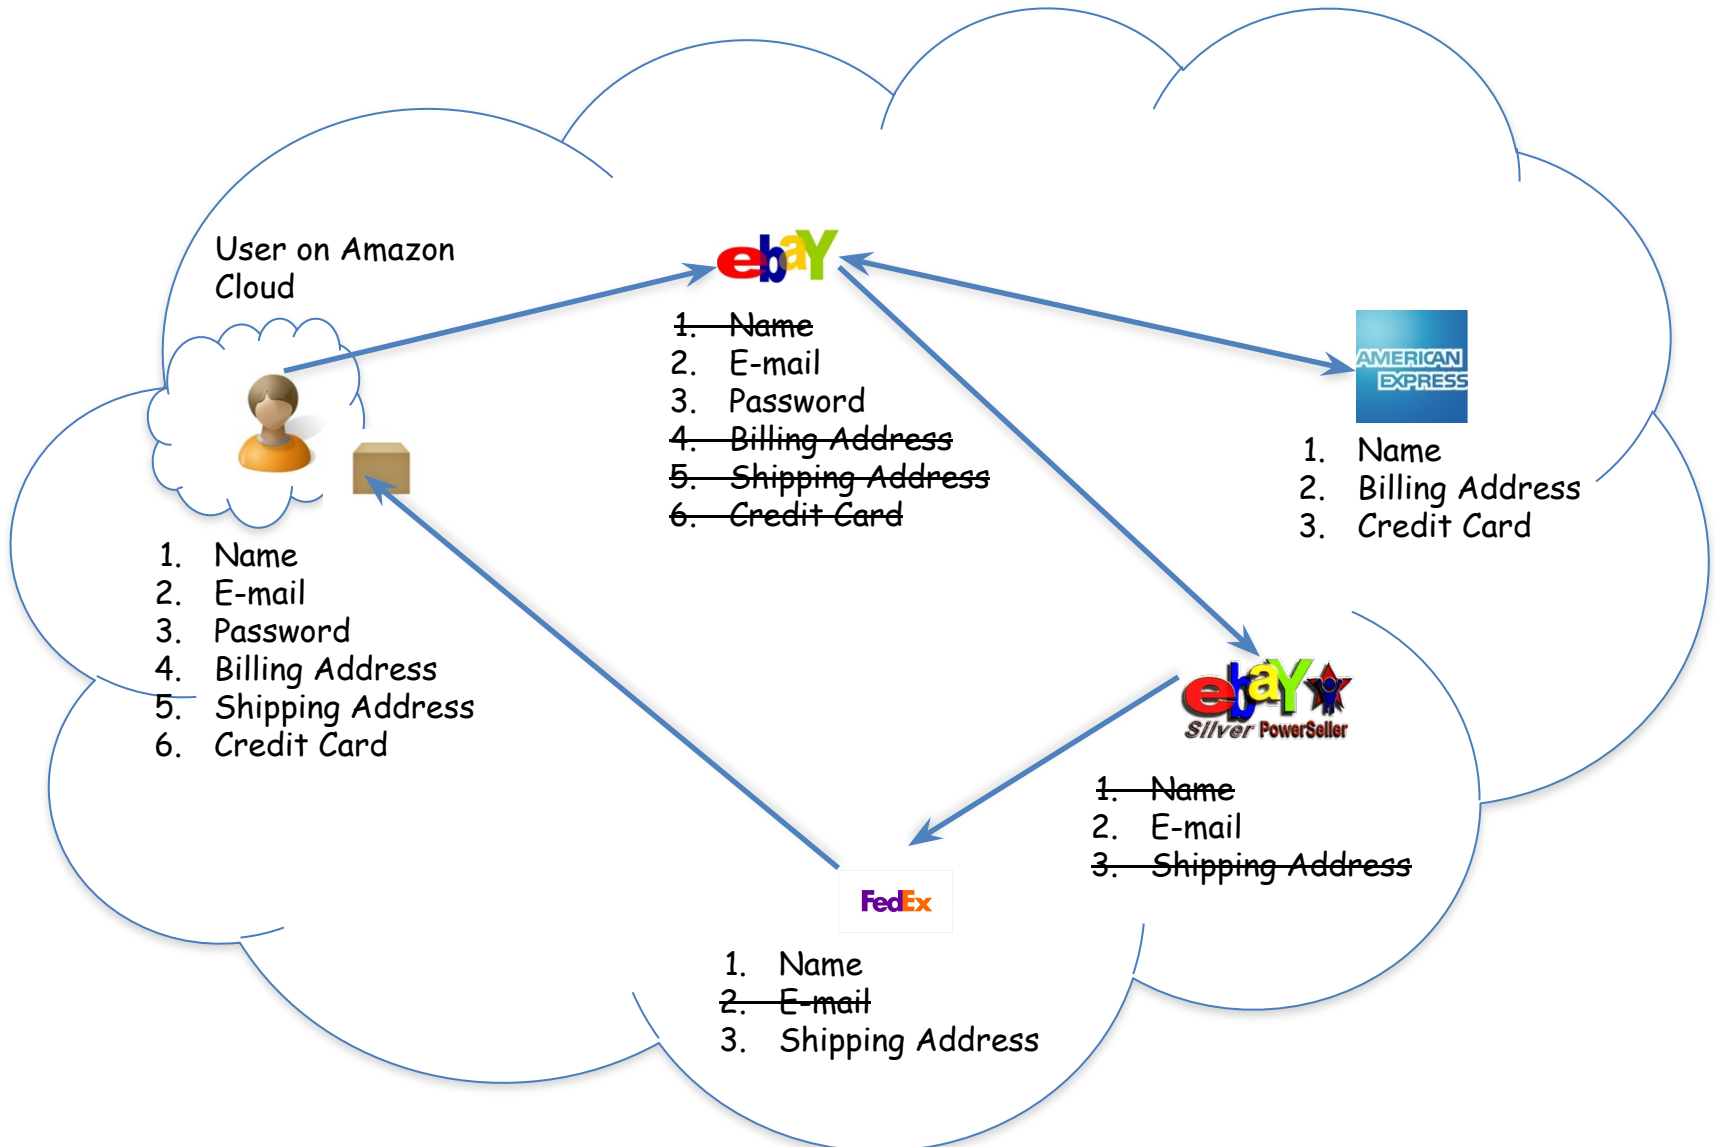 User on Amazon
Cloud
ebaY
1. Name
2. E-mail
3. Password
4. Billing Address
5. Shipping Address
6. Credit Card
AMERICAN
EXPRESS
1. Name
2. Billing Address
3. Credit Card
1. Name
2. E-mail
3. Password
4. Billing Address
5. Shipping Address
6. Credit Card
ebaY
Silver PowerSeller
1. Name
2. E-mail
3. Shipping Address
FedEx
1. Name
2. E-mail
3. Shipping Address